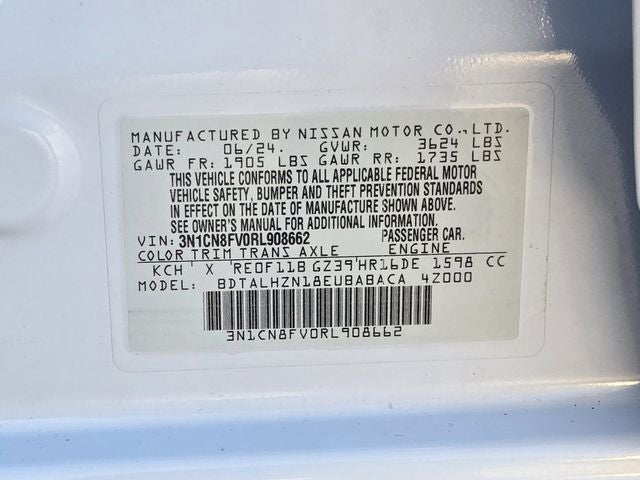 MANUFACTURED BY NISSAN MOTOR CO., LTD.
DATE: 06/24. GVWR: 3624 LBS
GAWR FR: 1905 LBS GAWR RR: 1735 LBS
THIS VEHICLE CONFORMS TO ALL APPLICABLE FEDERAL MOTOR
VEHICLE SAFETY, BUMPER AND THEFT PREVENTION STANDARDS
IN EFFECT ON THE DATE OF MANUFACTURE SHOWN ABOVE.
SEE OWNER'S MANUAL FOR ADDITIONAL INFORMATION.
VIN: 3N1CN8FV0RL908662 PASSENGER CAR.
COLOR TRIM TRANS AXLE ENGINE
KCH X RE0F11B GZ39 HR16DE 1598 CC
MODEL: BDTALHZN18EUBABACA 4Z000
3N1CN8FV0RL908662